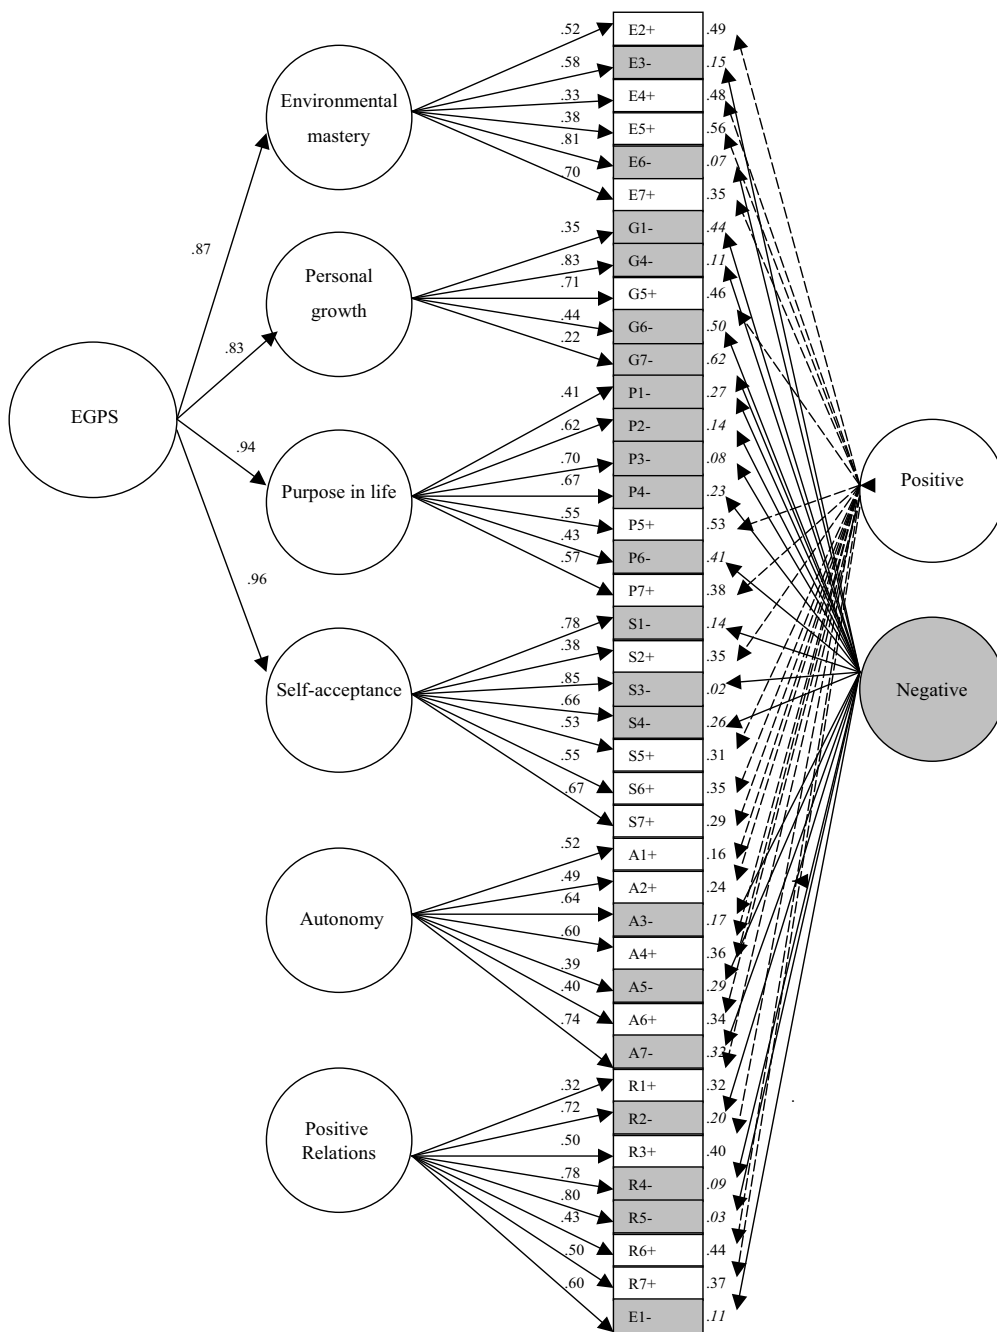 EGPS
.87
.83
.94
.96
Environmental
mastery
Personal
growth
Purpose in life
Self-acceptance
Autonomy
Positive
Relations
.52 E2+ .49
.58 E3- .15
.33 E4+ .48
.38 E5+ .56
.81 E6- .07
.70 E7+ .35
.35 G1- .44
.83 G4- .11
.71 G5+ .46
.44 G6- .50
.22 G7- .62
.41 P1- .27
.62 P2- .14
.70 P3- .08
.67 P4- .23
.55 P5+ .53
.43 P6- .41
.57 P7+ .38
.78 S1- .14
.38 S2+ .35
.85 S3- .02
.66 S4- .26
.53 S5+ .31
.55 S6+ .35
.67 S7+ .29
.52 A1+ .16
.49 A2+ .24
.64 A3- .17
.60 A4+ .36
.39 A5- .29
.40 A6+ .34
.74 A7- .32
.32 R1+ .32
.72 R2- .20
.50 R3+ .40
.78 R4- .09
.80 R5- .03
.43 R6+ .44
.50 R7+ .37
.60 E1- .11
Positive
Negative